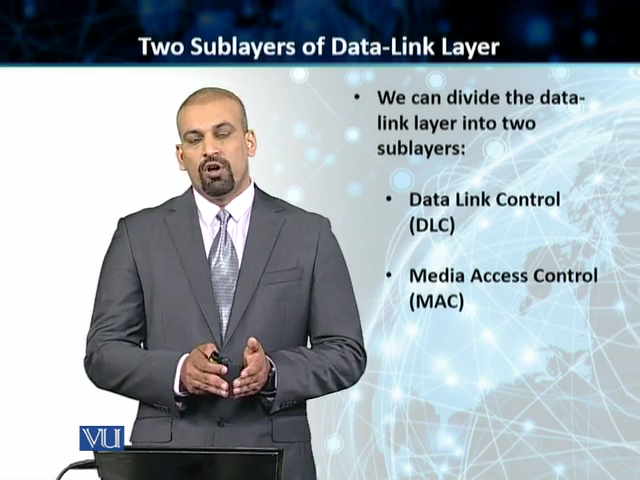 Two Sublayers of Data-Link Layer
• We can divide the data-
link layer into two
sublayers:
• Data Link Control
(DLC)
• Media Access Control
(MAC)
VU